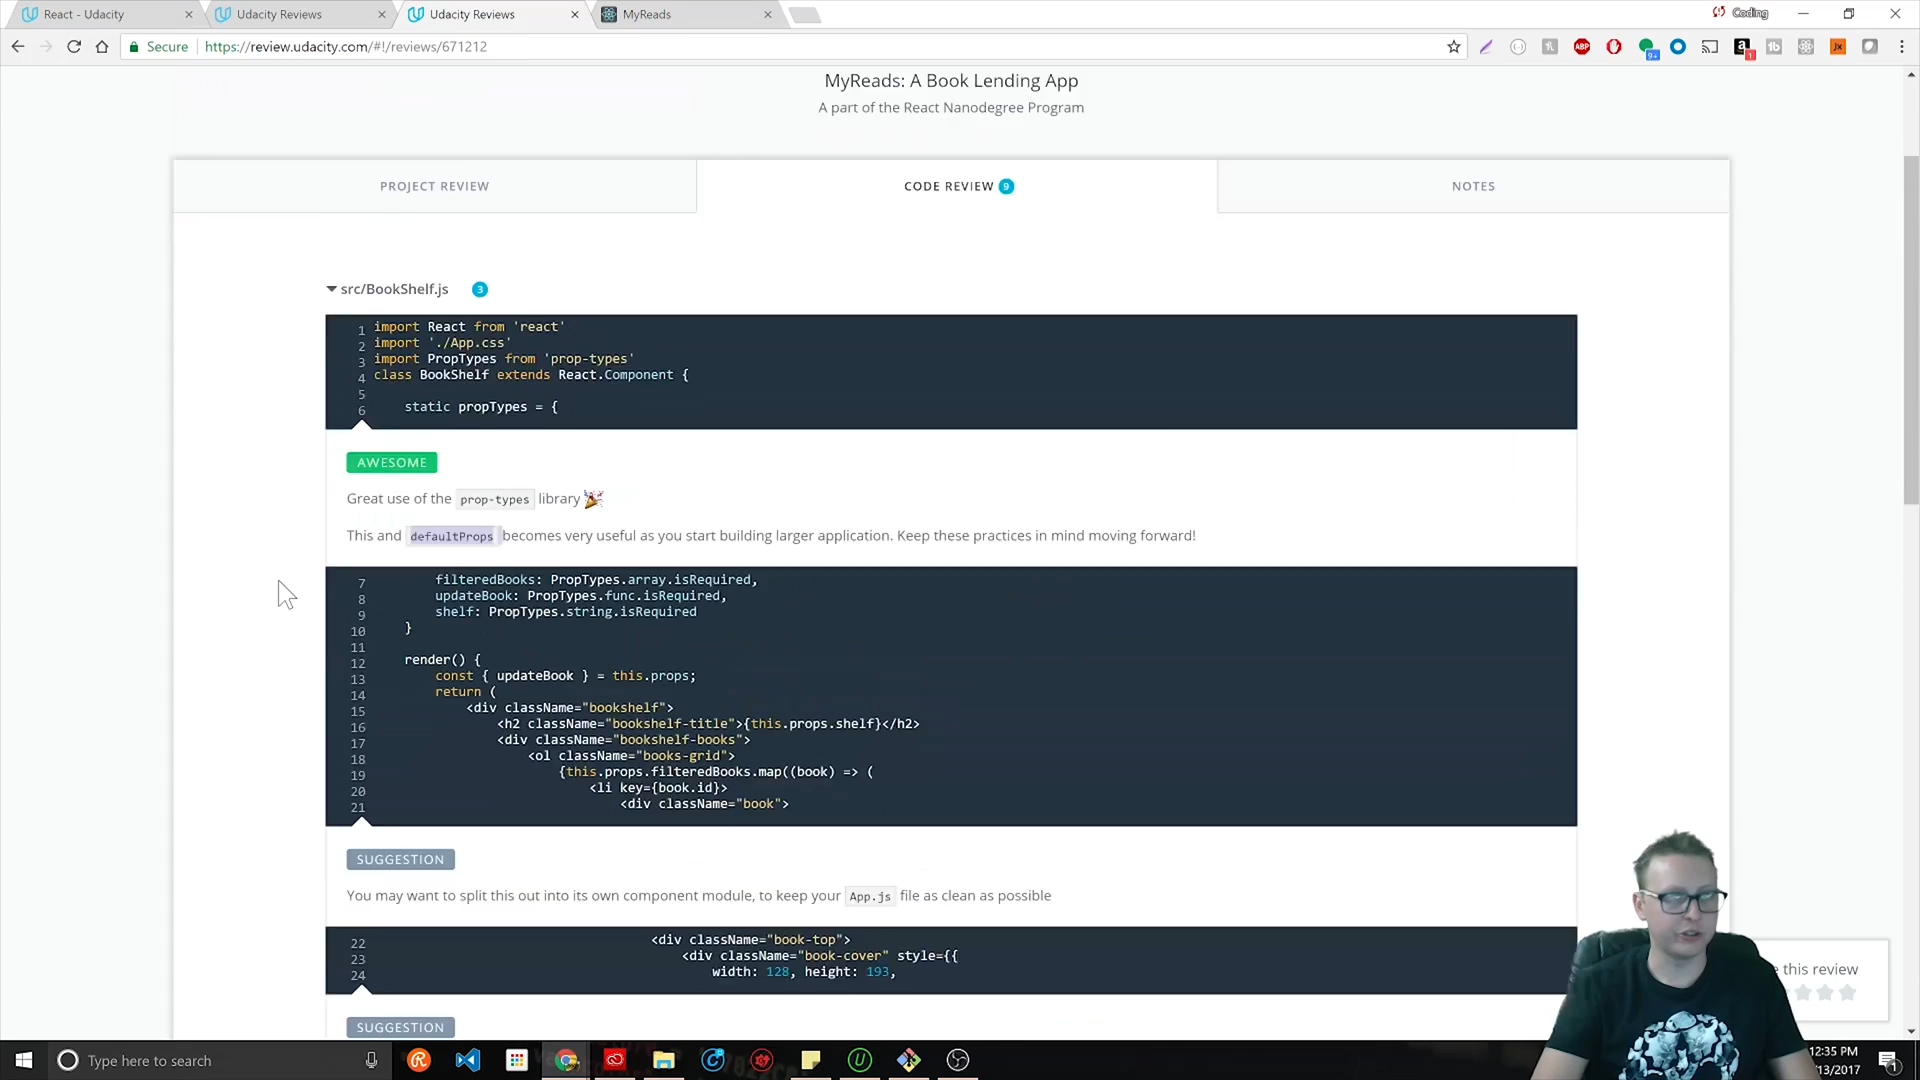 React - Udacity
Udacity Reviews
Udacity Reviews
MyReads
Coding
Secure
https://review.udacity.com/#!/reviews/671212
MyReads: A Book Lending App
A part of the React Nanodegree Program
PROJECT REVIEW
CODE REVIEW 9
NOTES
src/BookShelf.js 3
1 import React from 'react'
2 import './App.css'
3 import PropTypes from 'prop-types'
4 class BookShelf extends React.Component {
5
6 static propTypes = {
AWESOME
Great use of the prop-types library
This and defaultProps becomes very useful as you start building larger application. Keep these practices in mind moving forward!
7 filteredBooks: PropTypes.array.isRequired,
8 updateBook: PropTypes.func.isRequired,
9 shelf: PropTypes.string.isRequired
10 }
11
12 render() {
13 const { updateBook } = this.props;
14 return (
15 <div className="bookshelf">
16 <h2 className="bookshelf-title">{this.props.shelf}</h2>
17 <div className="bookshelf-books">
18 <ol className="books-grid">
19 {this.props.filteredBooks.map((book) => (
20 <li key={book.id}>
21 <div className="book">
SUGGESTION
You may want to split this out into its own component module, to keep your App.js file as clean as possible
22 <div className="book-top">
23 <div className="book-cover" style={{
24 width: 128, height: 193,
SUGGESTION
this review
Type here to search
12:35 PM
/13/2017